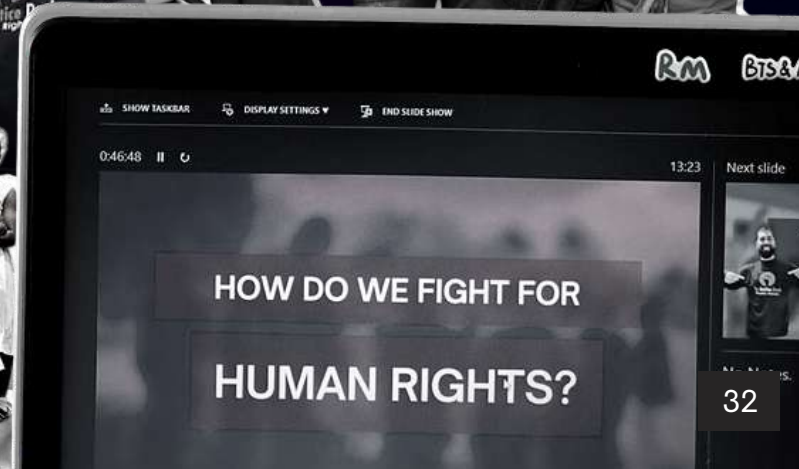 RM
BTS & A
SHOW TASKBAR
DISPLAY SETTINGS ▼
END SLIDE SHOW
0:46:48
13:23
Next slide
HOW DO WE FIGHT FOR
HUMAN RIGHTS?
32